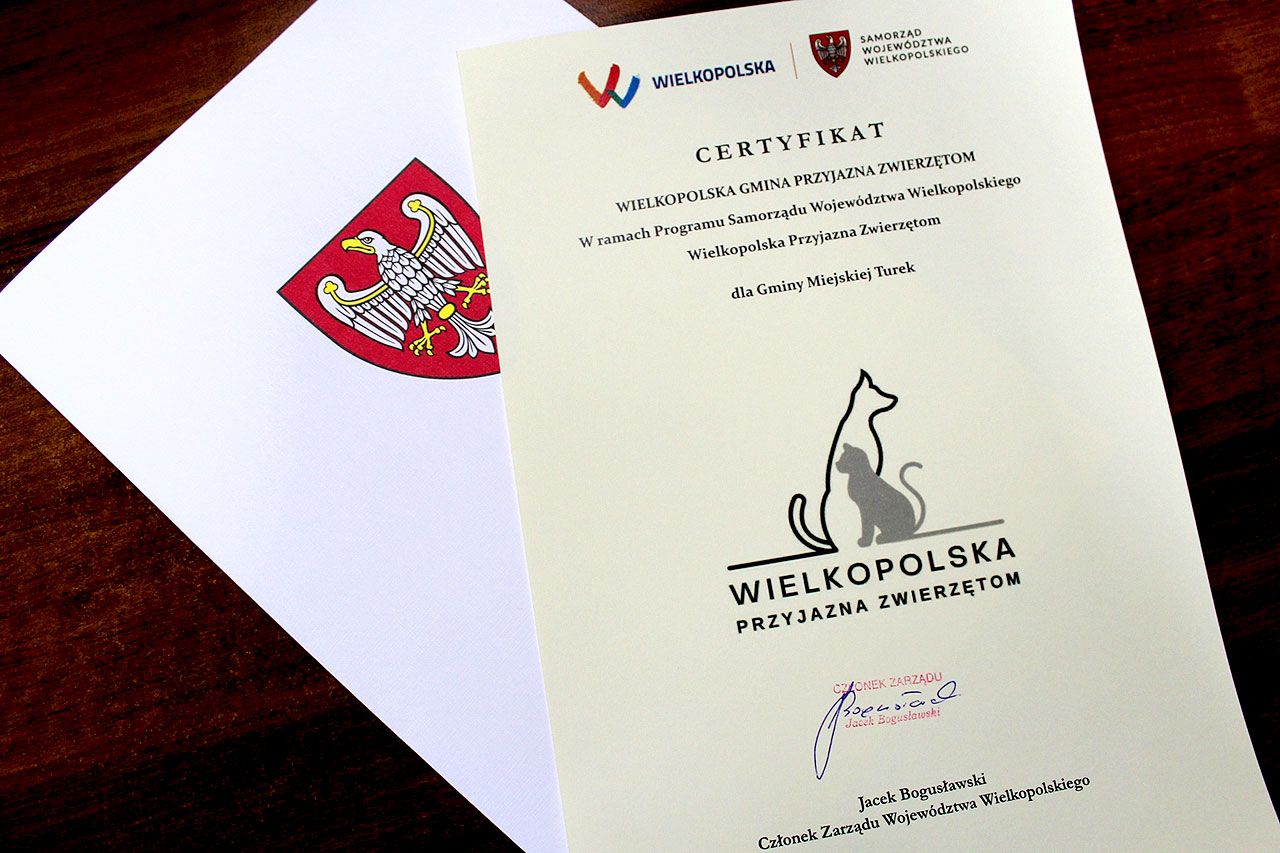 WIELKOPOLSKA
SAMORZĄD
WOJEWÓDZTWA
WIELKOPOLSKIEGO
CERTYFIKAT
WIELKOPOLSKA GMINA PRZYJAZNA ZWIERZĘTOM
W ramach Programu Samorządu Województwa Wielkopolskiego
Wielkopolska Przyjazna Zwierzętom
dla Gminy Miejskiej Turek
WIELKOPOLSKA
PRZYJAZNA ZWIERZĘTOM
CZŁONEK ZARZĄDU
Jacek Bogusławski
Jacek Bogusławski
Członek Zarządu Województwa Wielkopolskiego